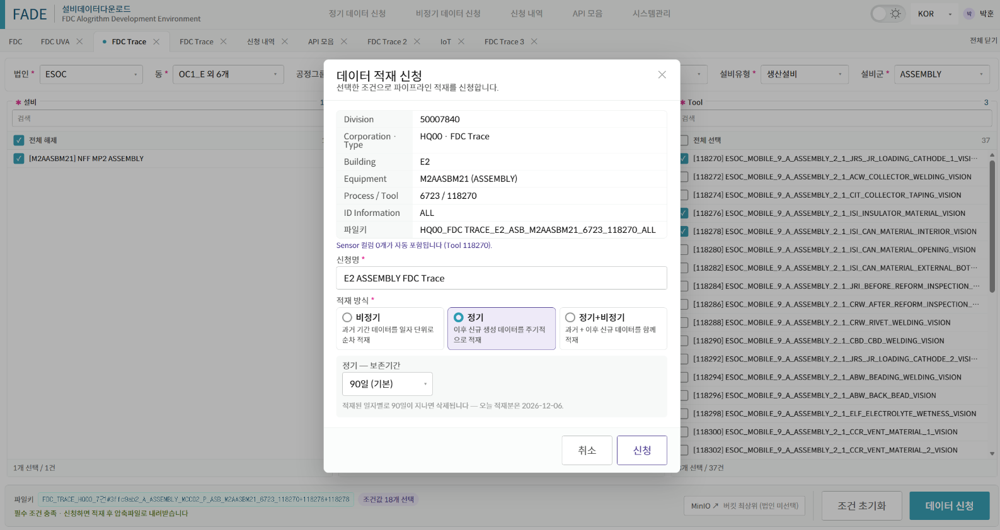 FADE
설비데이터다운로드
FDC Alogrithm Development Environment
정기 데이터 신청
비정기 데이터 신청
신청 내역
API 모음
시스템관리
KOR
박
박훈
FDC
FDC UVA
FDC Trace
FDC Trace
신청 내역
API 모음
FDC Trace 2
IoT
FDC Trace 3
전체 닫기
법인 *
ESOC
동 *
OC1_E 외 6개
공정그룹
설비유형 *
생산설비
설비군 *
ASSEMBLY
* 설비
1
검색
전체 해제
[M2AASBM21] NFF MP2 ASSEMBLY
1개 선택 / 1건
데이터 적재 신청
선택한 조건으로 파이프라인 적재를 신청합니다.
Division
50007840
Corporation · Type
HQ00 · FDC Trace
Building
E2
Equipment
M2AASBM21 (ASSEMBLY)
Process / Tool
6723 / 118270
ID Information
ALL
파일키
HQ00_FDC TRACE_E2_ASB_M2AASBM21_6723_118270_ALL
Sensor 컬럼 0개가 자동 포함됩니다 (Tool 118270).
신청명 *
E2 ASSEMBLY FDC Trace
적재 방식 *
비정기
과거 기간 데이터를 일자 단위로 순차 적재
정기
이후 신규 생성 데이터를 주기적으로 적재
정기+비정기
과거 + 이후 신규 데이터를 함께 적재
정기 — 보존기간
90일 (기본)
적재된 일자별로 90일이 지나면 삭제됩니다 — 오늘 적재분은 2026-12-06.
취소
신청
* Tool
3
검색
전체 선택
37
[118270] ESOC_MOBILE_9_A_ASSEMBLY_2_1_JRS_JR_LOADING_CATHODE_1_VISI···
[118272] ESOC_MOBILE_9_A_ASSEMBLY_2_1_ACW_COLLECTOR_WELDING_VISION
[118274] ESOC_MOBILE_9_A_ASSEMBLY_2_1_CIT_COLLECTOR_TAPING_VISION
[118276] ESOC_MOBILE_9_A_ASSEMBLY_2_1_ISI_INSULATOR_MATERIAL_VISION
[118278] ESOC_MOBILE_9_A_ASSEMBLY_2_1_ISI_CAN_MATERIAL_INTERIOR_VISION
[118280] ESOC_MOBILE_9_A_ASSEMBLY_2_1_ISI_CAN_MATERIAL_OPENING_VISION
[118282] ESOC_MOBILE_9_A_ASSEMBLY_2_1_ISI_CAN_MATERIAL_EXTERNAL_BOT···
[118284] ESOC_MOBILE_9_A_ASSEMBLY_2_1_JRI_BEFORE_REFORM_INSPECTION_···
[118286] ESOC_MOBILE_9_A_ASSEMBLY_2_1_CRW_AFTER_REFORM_INSPECTION_···
[118288] ESOC_MOBILE_9_A_ASSEMBLY_2_1_CRW_RIVET_WELDING_VISION
[118290] ESOC_MOBILE_9_A_ASSEMBLY_2_1_CBD_CBD_WELDING_VISION
[118292] ESOC_MOBILE_9_A_ASSEMBLY_2_1_JRS_JR_LOADING_CATHODE_2_VISI···
[118294] ESOC_MOBILE_9_A_ASSEMBLY_2_1_ABW_BEADING_WELDING_VISION
[118296] ESOC_MOBILE_9_A_ASSEMBLY_2_1_ABW_BACK_BEAD_VISION
[118298] ESOC_MOBILE_9_A_ASSEMBLY_2_1_ELF_ELECTROLYTE_WETNESS_VISION
[118300] ESOC_MOBILE_9_A_ASSEMBLY_2_1_CCR_VENT_MATERIAL_1_VISION
[118302] ESOC_MOBILE_9_A_ASSEMBLY_2_1_CCR_VENT_MATERIAL_2_VISION
개 선택 / 37건
파일키
FDC_TRACE_HQ00_7건#3ffc9ab2_A_ASSEMBLY_MCC02_P_ASB_M2AASBM21_6723_118270+118276+118278
조건값 18개 선택
필수 조건 충족 · 신청하면 적재 후 압축파일로 내려받습니다
MinIO ↗ 버킷 최상위 (법인 미선택)
조건 초기화
데이터 신청